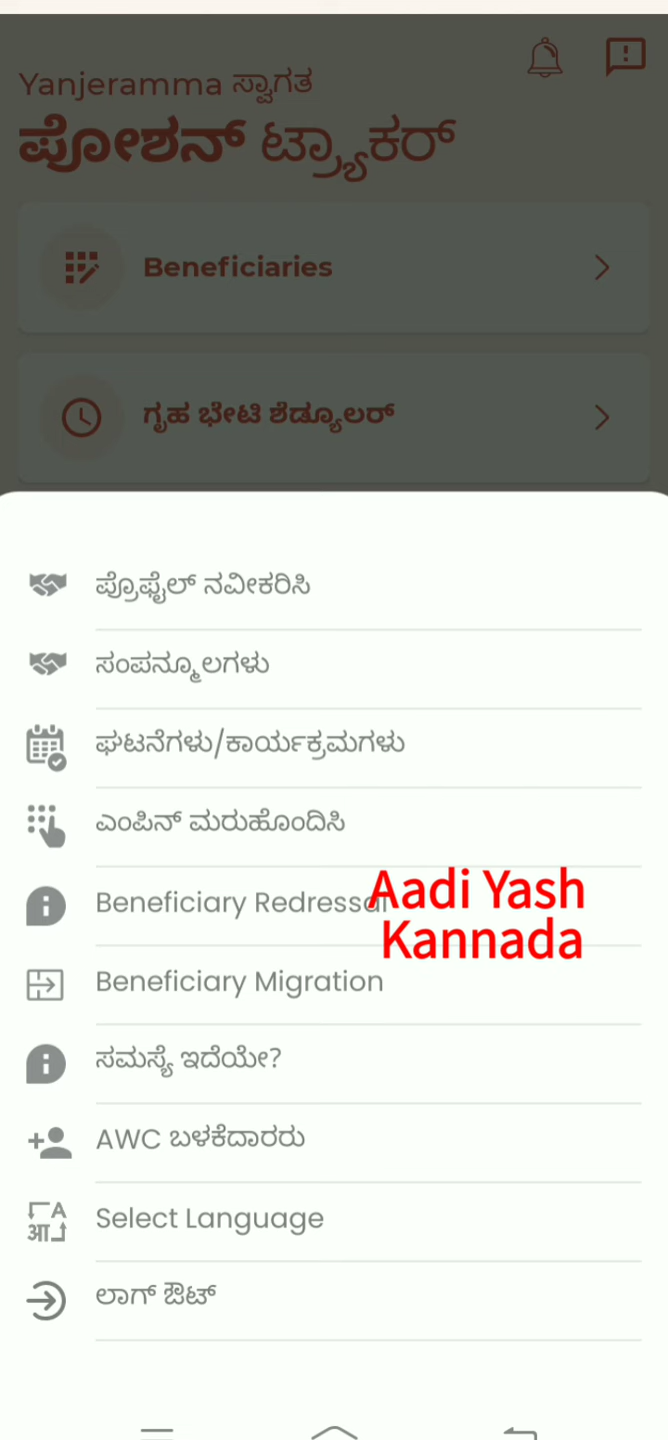 Yanjeramma ಸ್ವಾಗತ
ಪೋಶನ್ ಟ್ರ್ಯಾಕರ್
Beneficiaries
ಗೃಹ ಭೇಟಿ ಶೆಡ್ಯೂಲರ್
ಪ್ರೊಫೈಲ್ ನವೀಕರಿಸಿ
ಸಂಪನ್ಮೂಲಗಳು
ಘಟನೆಗಳು/ಕಾರ್ಯಕ್ರಮಗಳು
ಎಂಪಿನ್ ಮರುಹೊಂದಿಸಿ
Beneficiary Redressal
Aadi Yash
Kannada
Beneficiary Migration
ಸಮಸ್ಯೆ ಇದೆಯೇ?
AWC ಬಳಕೆದಾರರು
Select Language
ಲಾಗ್ ಔಟ್